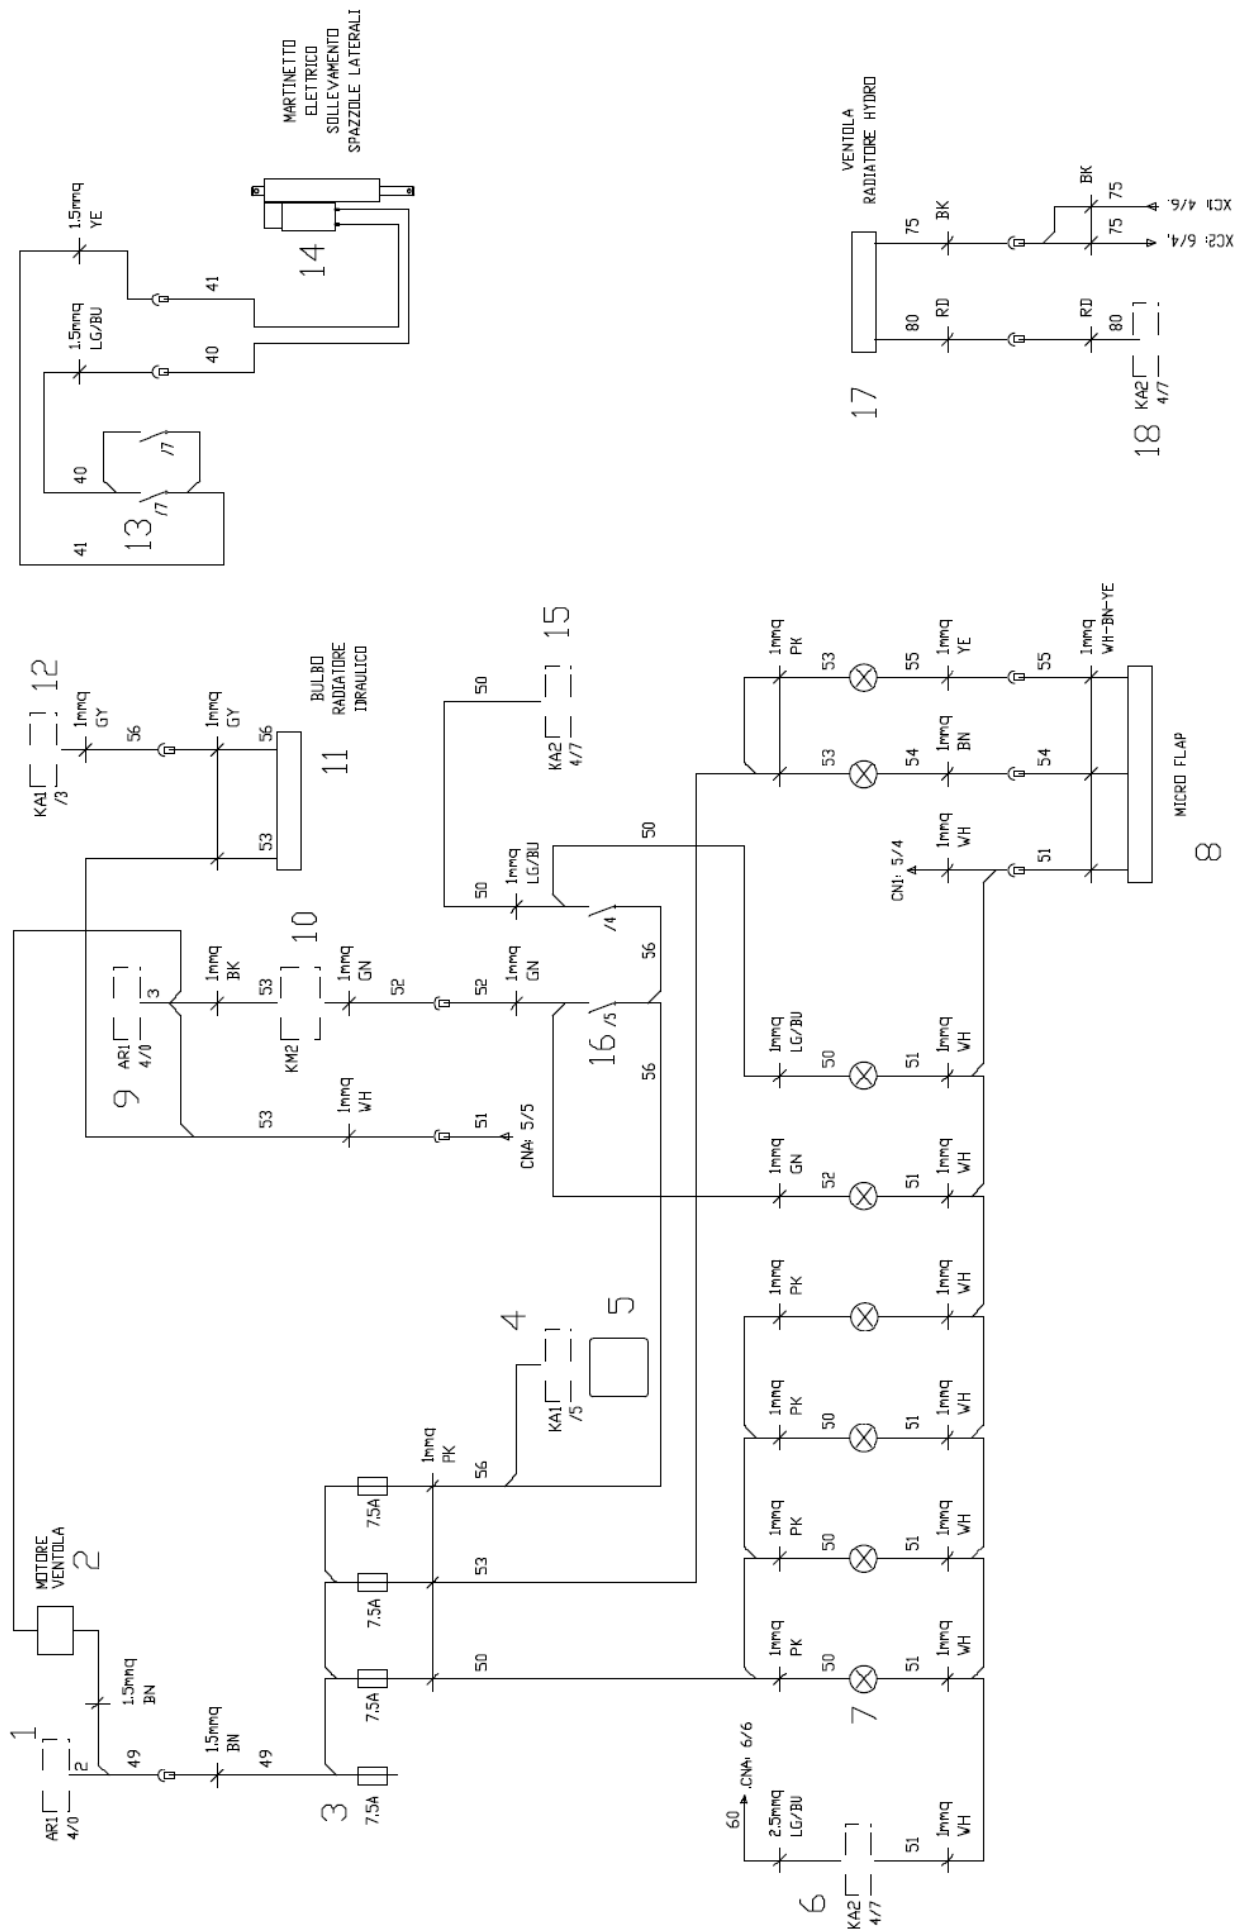 AR1
4/0
1
2
49
1.5mmq
BN
1.5mmq
BN
49
MOTORE
VENTOLA
2
3
7.5A
7.5A
7.5A
7.5A
1mmq
PK
50
53
56
4
KA1
/5
5
AR1
4/0
9
3
1mmq
BK
53
KM2
10
1mmq
GN
52
52
1mmq
GN
53
1mmq
WH
51
CNA: 5/5
KA1
/3
12
1mmq
GY
56
1mmq
GY
53
56
BULBO
RADIATORE
IDRAULICO
11
41
40
13
/7
/7
1.5mmq
LG/BU
1.5mmq
YE
40
41
MARTINETTO
ELETTRICO
SOLLEVAMENTO
SPAZZOLE LATERALI
14
50
50
KA2
4/7
15
1mmq
LG/BU
16
/5
/4
56
56
50
60
.CNA: 6/6
2.5mmq
LG/BU
6
KA2
4/7
51
1mmq
WH
1mmq
PK
50
7
51
1mmq
WH
1mmq
PK
50
51
1mmq
WH
1mmq
PK
50
51
1mmq
WH
1mmq
PK
1mmq
WH
1mmq
GN
52
51
1mmq
WH
1mmq
LG/BU
50
51
1mmq
WH
CN1: 5/4
1mmq
WH
51
53
54
1mmq
BN
54
1mmq
PK
53
55
1mmq
YE
55
1mmq
WH-BN-YE
MICRO FLAP
8
VENTOLA
RADIATORE HYDRO
17
80
RD
RD
80
18
KA2
4/7
75
BK
BK
75
75
XC2: 6/4.
XC1: 4/6.